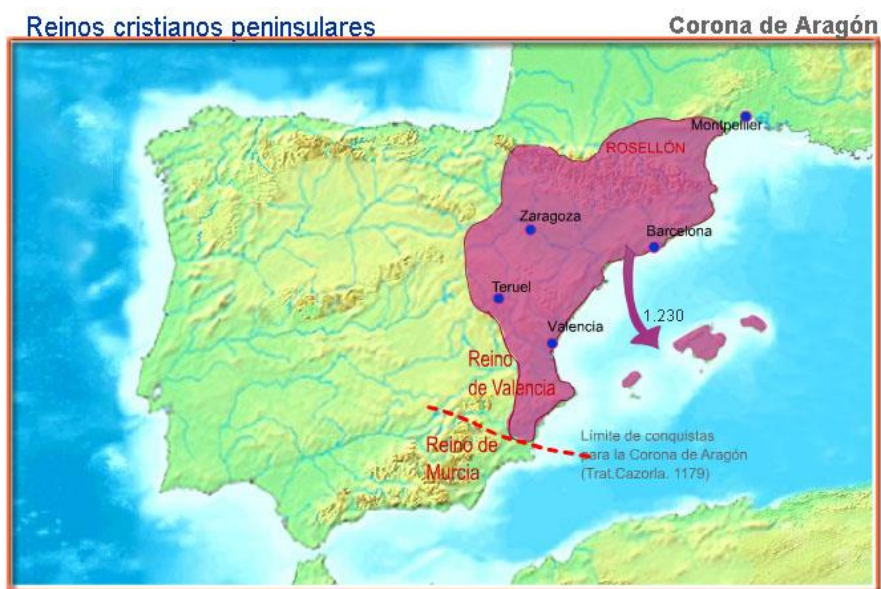 Reinos cristianos peninsulares
Corona de Aragón
Montpellier
ROSELLÓN
Zaragoza
Barcelona
Teruel
1.230
Valencia
Reino
de Valencia
Límite de conquistas
para la Corona de Aragón
(Trat.Cazorla. 1179)
Reino de
Murcia